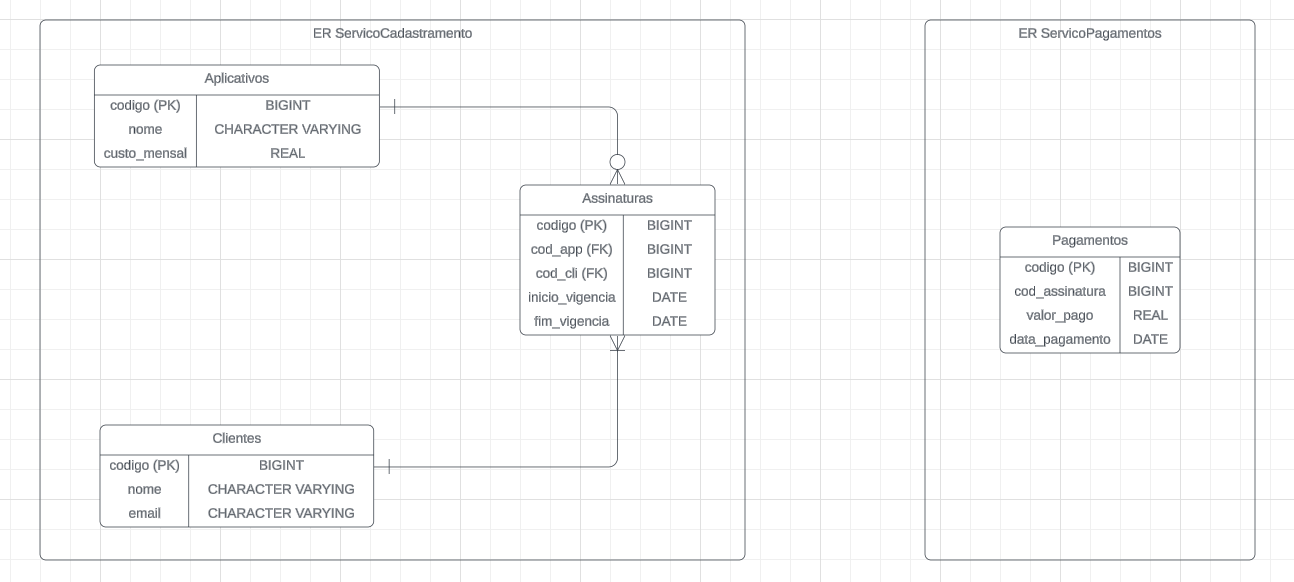 ER ServicoCadastramento
Aplicativos
codigo (PK) BIGINT
nome CHARACTER VARYING
custo_mensal REAL
Assinaturas
codigo (PK) BIGINT
cod_app (FK) BIGINT
cod_cli (FK) BIGINT
inicio_vigencia DATE
fim_vigencia DATE
Clientes
codigo (PK) BIGINT
nome CHARACTER VARYING
email CHARACTER VARYING
ER ServicoPagamentos
Pagamentos
codigo (PK) BIGINT
cod_assinatura BIGINT
valor_pago REAL
data_pagamento DATE